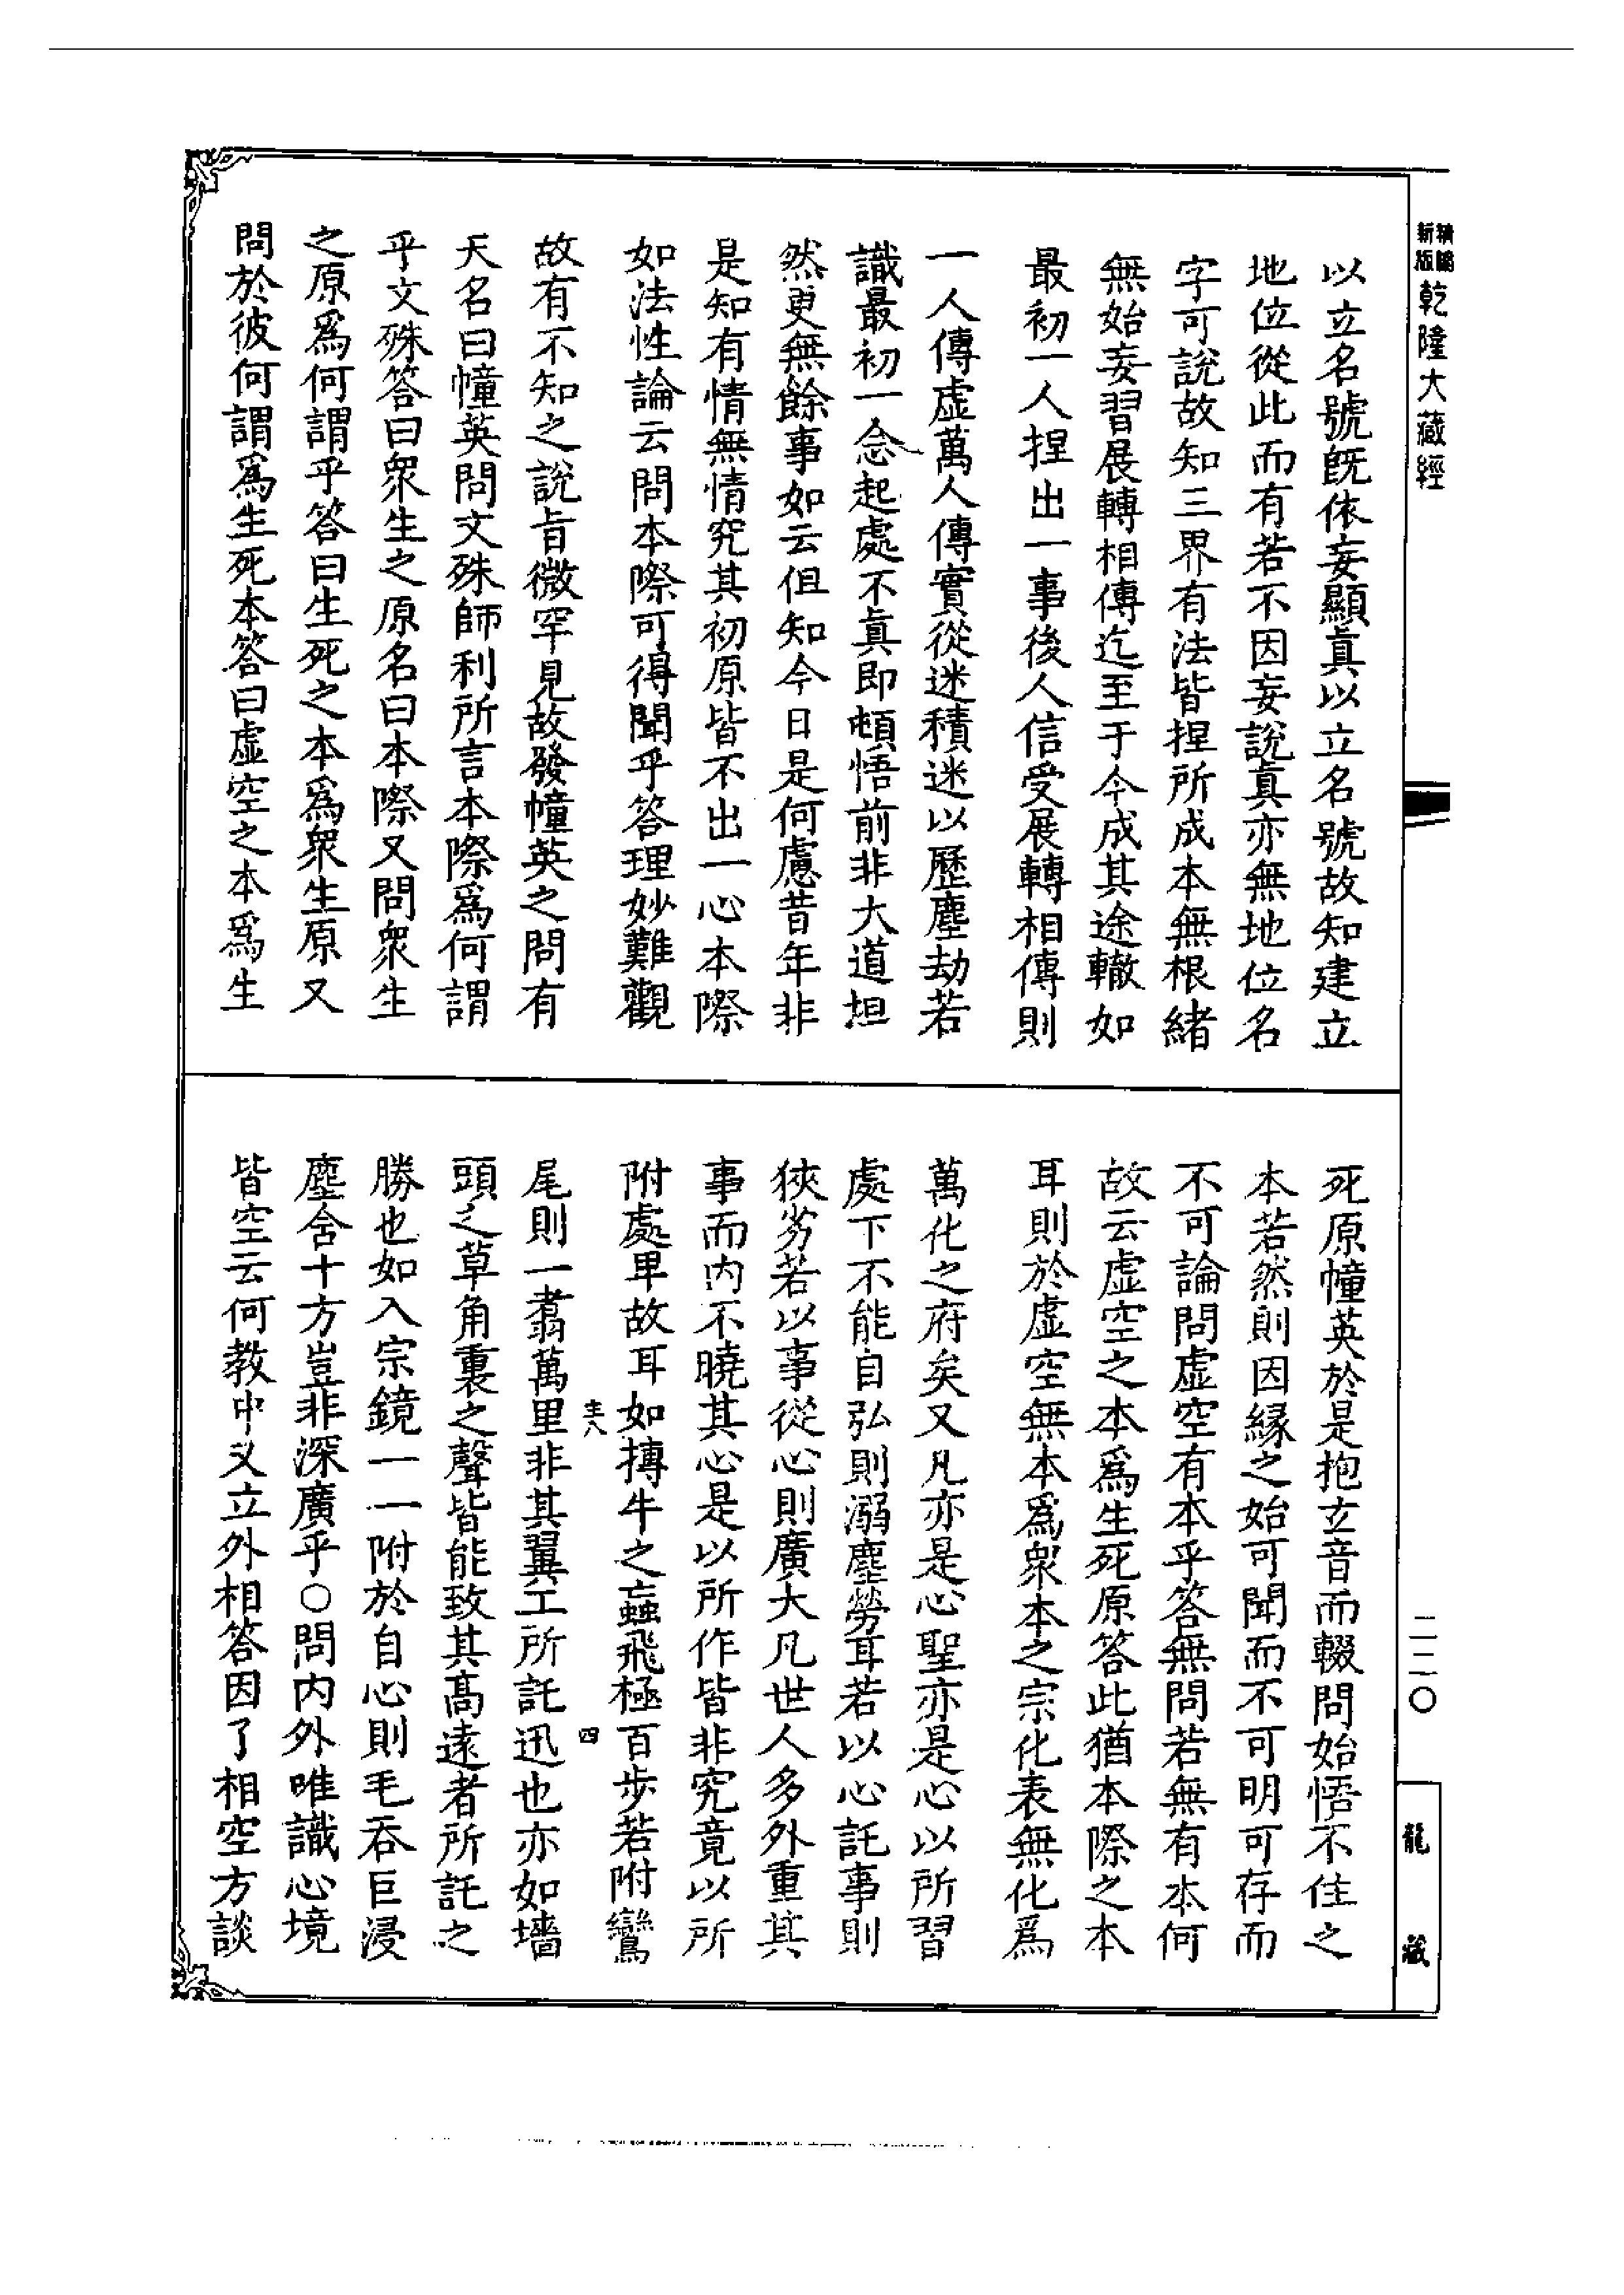 新版
精縮
乾隆大藏經
以立名號旣依妄顯真以立名號故知建立
地位從此而有若不因妄說真亦無地位名
字可說故知三界有法皆捏所成本無根緒
無始妄習展轉相傳迄至于今成其途轍如
最初一人捏出一事後人信受展轉相傳則
一人傳虛萬人傳實從迷積迷以歷塵劫若
識最初一念起處不真即頓悟前非大道坦
然更無餘事如云但知今日是何慮昔年非
是知有情無情究其初原皆不出一心本際
如法性論云問本際可得聞乎答理妙難觀
故有不知之說旨微罕見故發幢英之問有
天名曰幢英問文殊師利所言本際爲何謂
乎文殊答曰衆生之原名曰本際又問衆生
之原爲何謂乎答曰生死之本爲衆生原又
問於彼何謂爲生死本答曰虛空之本爲生
死原幢英於是抱玄音而輟問始悟不住之
本若然則因緣之始可聞而不可明可存而
不可論問虛空有本乎答無問若無有本何
故云虛空之本爲生死原答此猶本際之本
耳則於虛空無本爲衆本之宗化表無化爲
萬化之府矣又凡亦是心聖亦是心以所習
處下不能自弘則溺塵勞耳若以心託事則
狹劣若以事從心則廣大凡世人多外重其
事而內不曉其心是以所作皆非究竟以所
附處卑故耳如摶牛之蝱飛極百步若附鸞
尾則一翥萬里非其翼工所託迅也亦如墻
頭之草角裏之聲皆能致其高遠者所託之
勝也如入宗鏡一一附於自心則毛吞巨浸
塵含十方豈非深廣乎○問內外唯識心境
皆空云何教中又立外相答因了相空方談
四
二二〇
龍藏